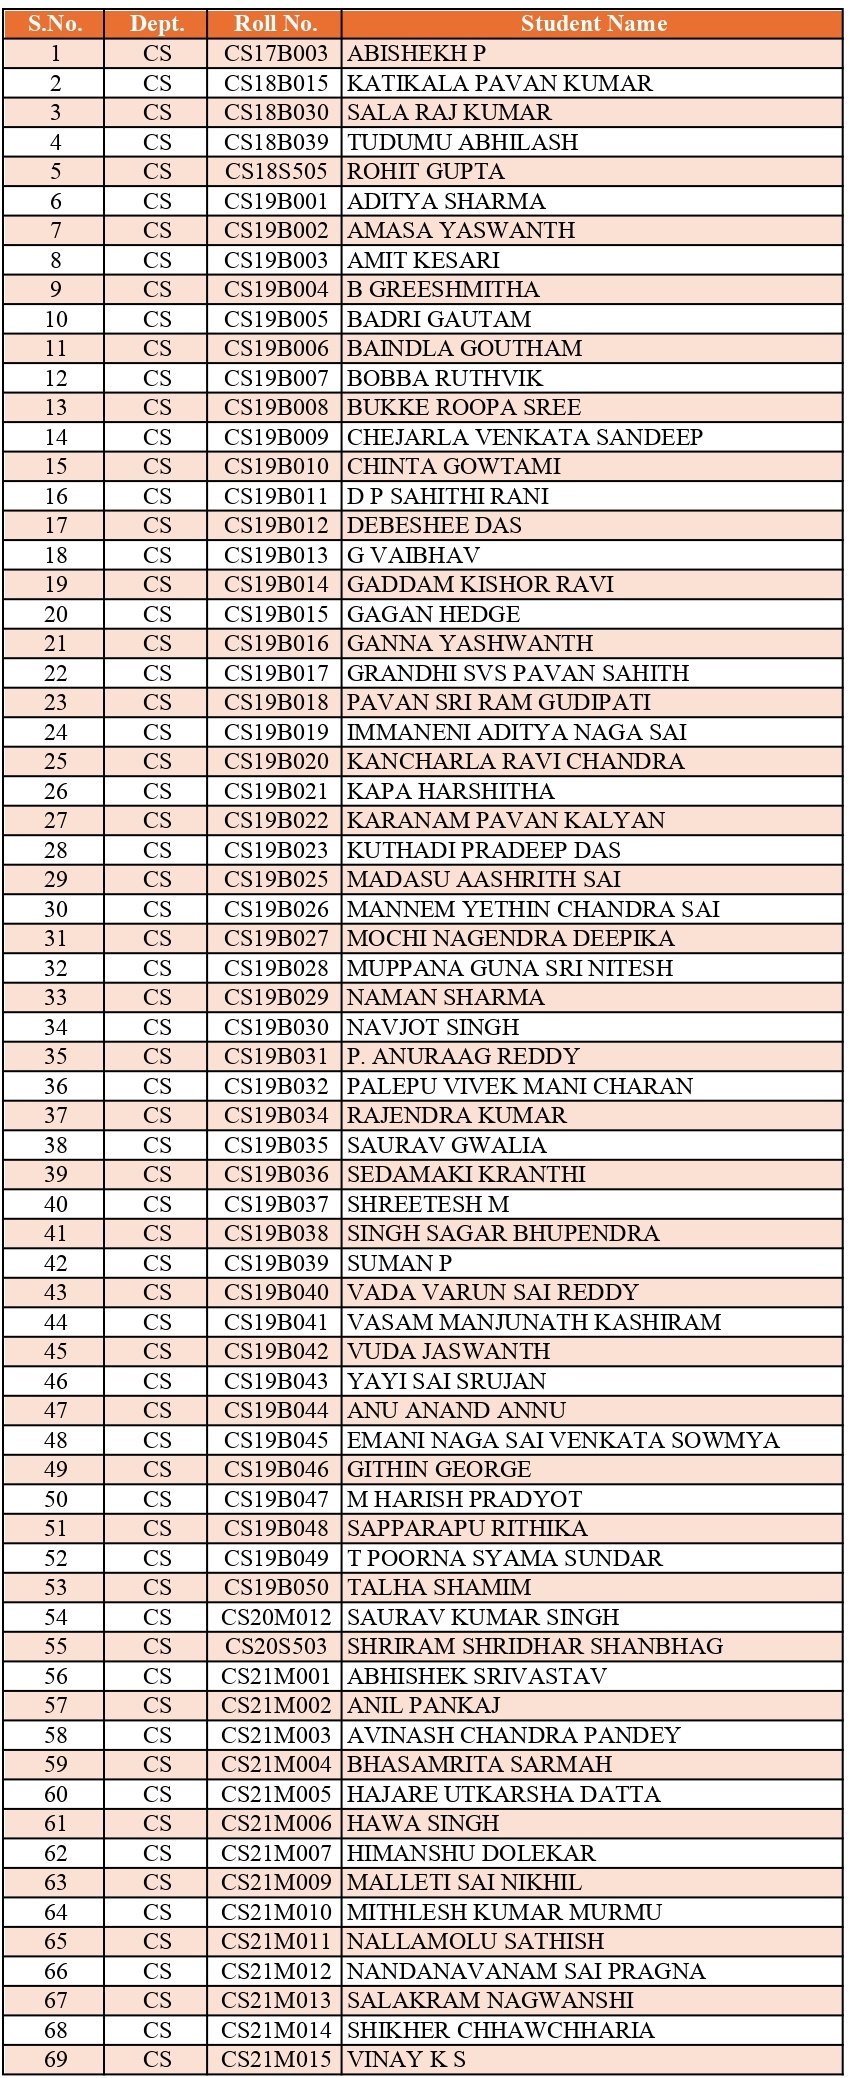 S.No. Dept. Roll No. Student Name
1 CS CS17B003 ABISHEKH P
2 CS CS18B015 KATIKALA PAVAN KUMAR
3 CS CS18B030 SALA RAJ KUMAR
4 CS CS18B039 TUDUMU ABHILASH
5 CS CS18S505 ROHIT GUPTA
6 CS CS19B001 ADITYA SHARMA
7 CS CS19B002 AMASA YASWANTH
8 CS CS19B003 AMIT KESARI
9 CS CS19B004 B GREESHMITHA
10 CS CS19B005 BADRI GAUTAM
11 CS CS19B006 BAINDLA GOUTHAM
12 CS CS19B007 BOBBA RUTHVIK
13 CS CS19B008 BUKKE ROOPA SREE
14 CS CS19B009 CHEJARLA VENKATA SANDEEP
15 CS CS19B010 CHINTA GOWTAMI
16 CS CS19B011 D P SAHITHI RANI
17 CS CS19B012 DEBESHEE DAS
18 CS CS19B013 G VAIBHAV
19 CS CS19B014 GADDAM KISHOR RAVI
20 CS CS19B015 GAGAN HEDGE
21 CS CS19B016 GANNA YASHWANTH
22 CS CS19B017 GRANDHI SVS PAVAN SAHITH
23 CS CS19B018 PAVAN SRI RAM GUDIPATI
24 CS CS19B019 IMMANENI ADITYA NAGA SAI
25 CS CS19B020 KANCHARLA RAVI CHANDRA
26 CS CS19B021 KAPA HARSHITHA
27 CS CS19B022 KARANAM PAVAN KALYAN
28 CS CS19B023 KUTHADI PRADEEP DAS
29 CS CS19B025 MADASU AASHRITH SAI
30 CS CS19B026 MANNEM YETHIN CHANDRA SAI
31 CS CS19B027 MOCHI NAGENDRA DEEPIKA
32 CS CS19B028 MUPPANA GUNA SRI NITESH
33 CS CS19B029 NAMAN SHARMA
34 CS CS19B030 NAVJOT SINGH
35 CS CS19B031 P. ANURAAG REDDY
36 CS CS19B032 PALEPU VIVEK MANI CHARAN
37 CS CS19B034 RAJENDRA KUMAR
38 CS CS19B035 SAURAV GWALIA
39 CS CS19B036 SEDAMAKI KRANTHI
40 CS CS19B037 SHREETESH M
41 CS CS19B038 SINGH SAGAR BHUPENDRA
42 CS CS19B039 SUMAN P
43 CS CS19B040 VADA VARUN SAI REDDY
44 CS CS19B041 VASAM MANJUNATH KASHIRAM
45 CS CS19B042 VUDA JASWANTH
46 CS CS19B043 YAYI SAI SRUJAN
47 CS CS19B044 ANU ANAND ANNU
48 CS CS19B045 EMANI NAGA SAI VENKATA SOWMYA
49 CS CS19B046 GITHIN GEORGE
50 CS CS19B047 M HARISH PRADYOT
51 CS CS19B048 SAPPARAPU RITHIKA
52 CS CS19B049 T POORNA SYAMA SUNDAR
53 CS CS19B050 TALHA SHAMIM
54 CS CS20M012 SAURAV KUMAR SINGH
55 CS CS20S503 SHRIRAM SHRIDHAR SHANBHAG
56 CS CS21M001 ABHISHEK SRIVASTAV
57 CS CS21M002 ANIL PANKAJ
58 CS CS21M003 AVINASH CHANDRA PANDEY
59 CS CS21M004 BHASAMRITA SARMAH
60 CS CS21M005 HAJARE UTKARSHA DATTA
61 CS CS21M006 HAWA SINGH
62 CS CS21M007 HIMANSHU DOLEKAR
63 CS CS21M009 MALLETI SAI NIKHIL
64 CS CS21M010 MITHLESH KUMAR MURMU
65 CS CS21M011 NALLAMOLU SATHISH
66 CS CS21M012 NANDANAVANAM SAI PRAGNA
67 CS CS21M013 SALAKRAM NAGWANSHI
68 CS CS21M014 SHIKHER CHHAWCHHARIA
69 CS CS21M015 VINAY K S